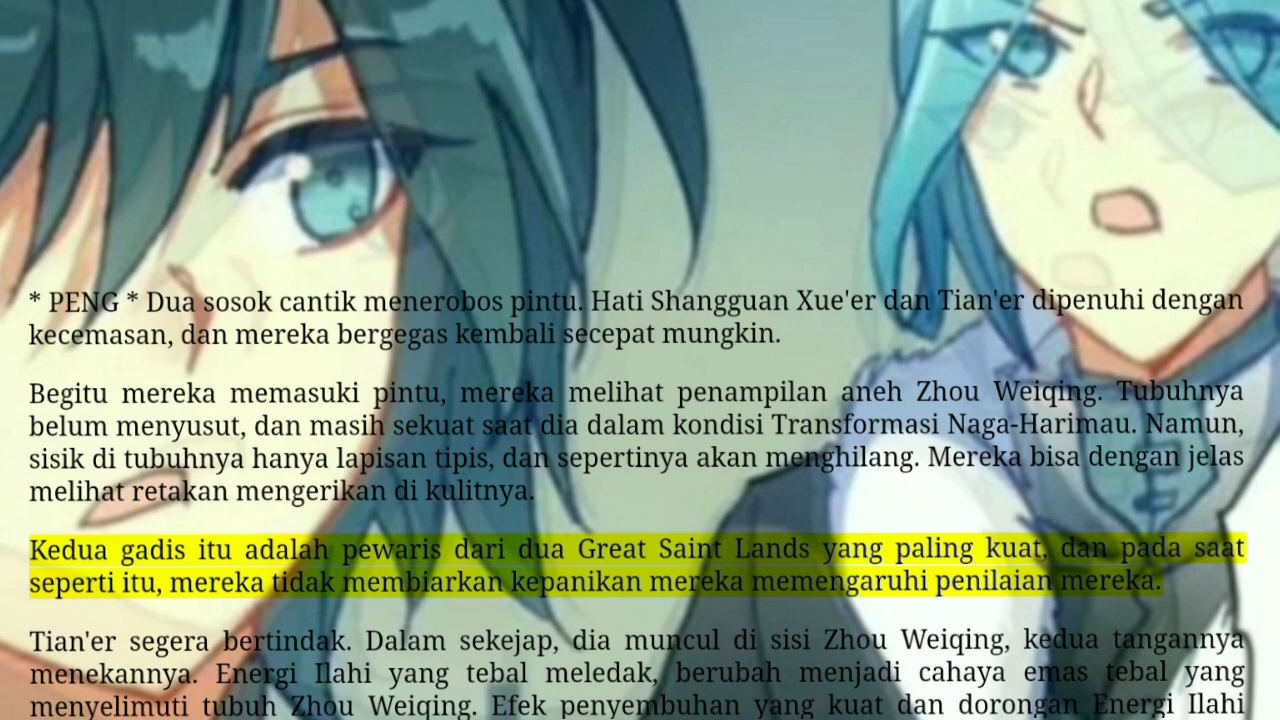 * PENG * Dua sosok cantik menerobos pintu. Hati Shangguan Xue'er dan Tian'er dipenuhi dengan
kecemasan, dan mereka bergegas kembali secepat mungkin.
Begitu mereka memasuki pintu, mereka melihat penampilan aneh Zhou Weiqing. Tubuhnya
belum menyusut, dan masih sekuat saat dia dalam kondisi Transformasi Naga-Harimau. Namun,
sisik di tubuhnya hanya lapisan tipis, dan sepertinya akan menghilang. Mereka bisa dengan jelas
melihat retakan mengerikan di kulitnya.
Kedua gadis itu adalah pewaris dari dua Great Saint Lands yang paling kuat, dan pada saat
seperti itu, mereka tidak membiarkan kepanikan mereka memengaruhi penilaian mereka.
Tian'er segera bertindak. Dalam sekejap, dia muncul di sisi Zhou Weiqing, kedua tangannya
menekannya. Energi Ilahi yang tebal meledak, berubah menjadi cahaya emas tebal yang
menyelimuti tubuh Zhou Weiqing. Efek penyembuhan yang kuat dan dorongan Energi Ilahi